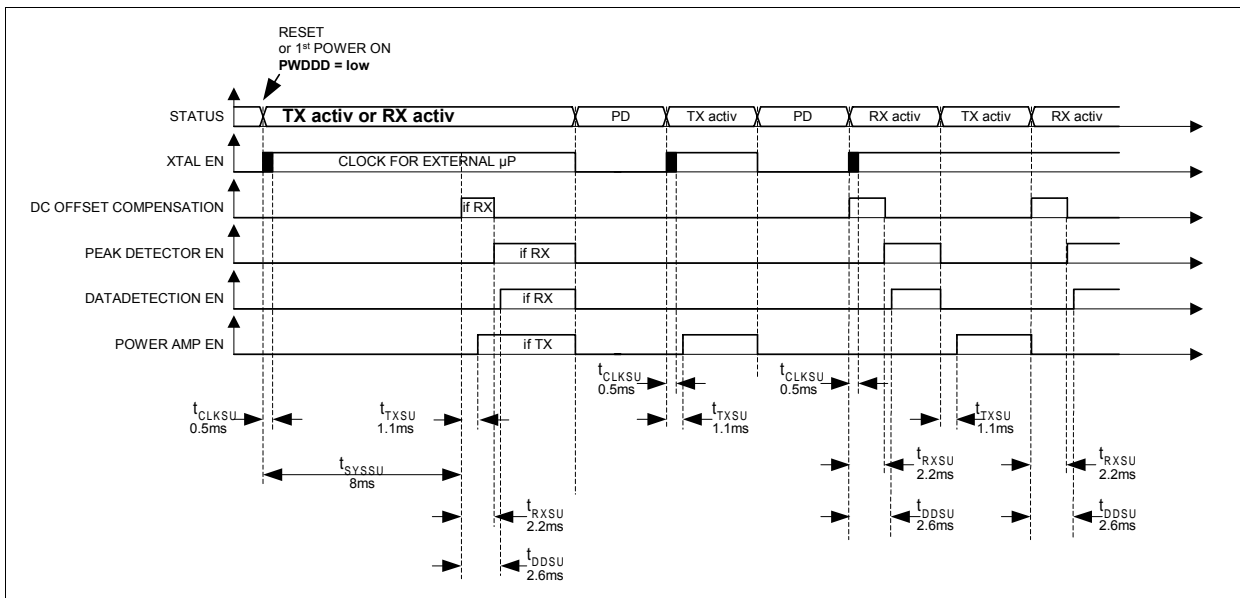 RESET
or 1st POWER ON
PWDDD = low
STATUS
TX activ or RX activ
PD
TX activ
PD
RX activ
TX activ
RX activ
XTAL EN
CLOCK FOR EXTERNAL µP
DC OFFSET COMPENSATION
if RX
PEAK DETECTOR EN
if RX
DATADETECTION EN
if RX
POWER AMP EN
if TX
tCLKSU
0.5ms
tCLKSU
0.5ms
tCLKSU
0.5ms
tTXSU
1.1ms
tTXSU
1.1ms
tTXSU
1.1ms
tSYSSU
8ms
tRXSU
2.2ms
tRXSU
2.2ms
tRXSU
2.2ms
tDDSU
2.6ms
tDDSU
2.6ms
tDDSU
2.6ms